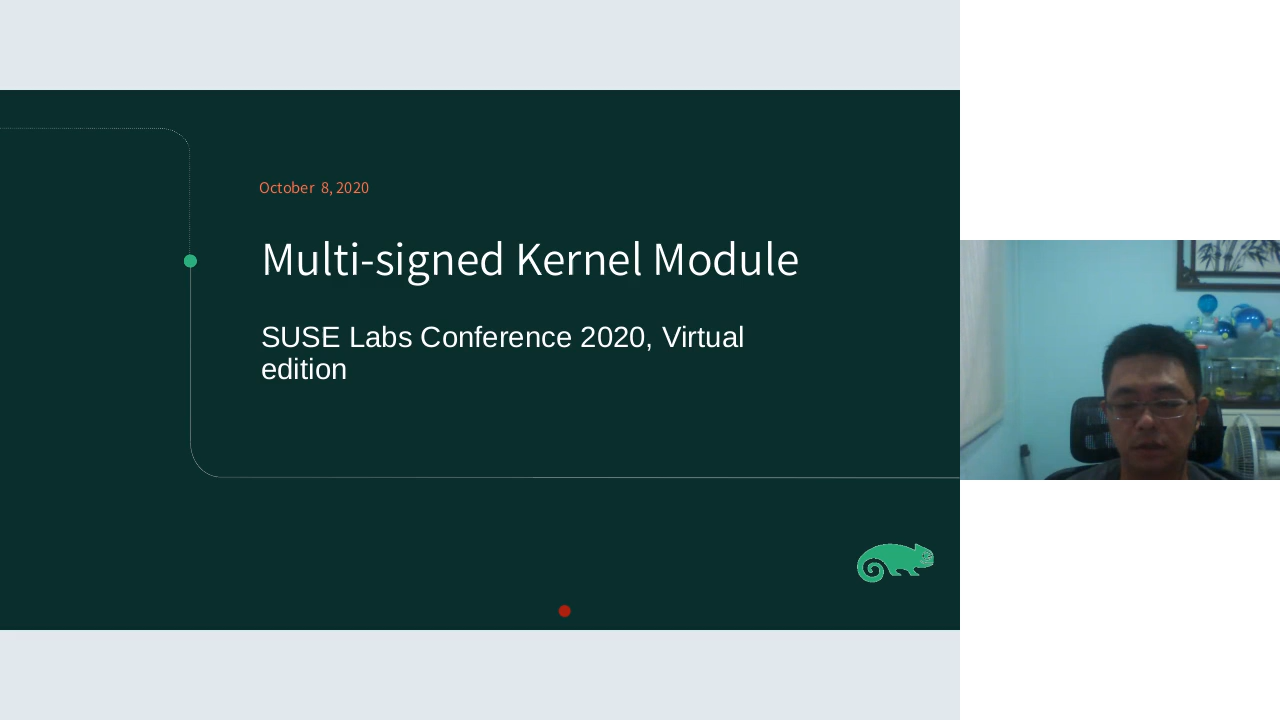 October 8, 2020
Multi-signed Kernel Module
SUSE Labs Conference 2020, Virtual
edition